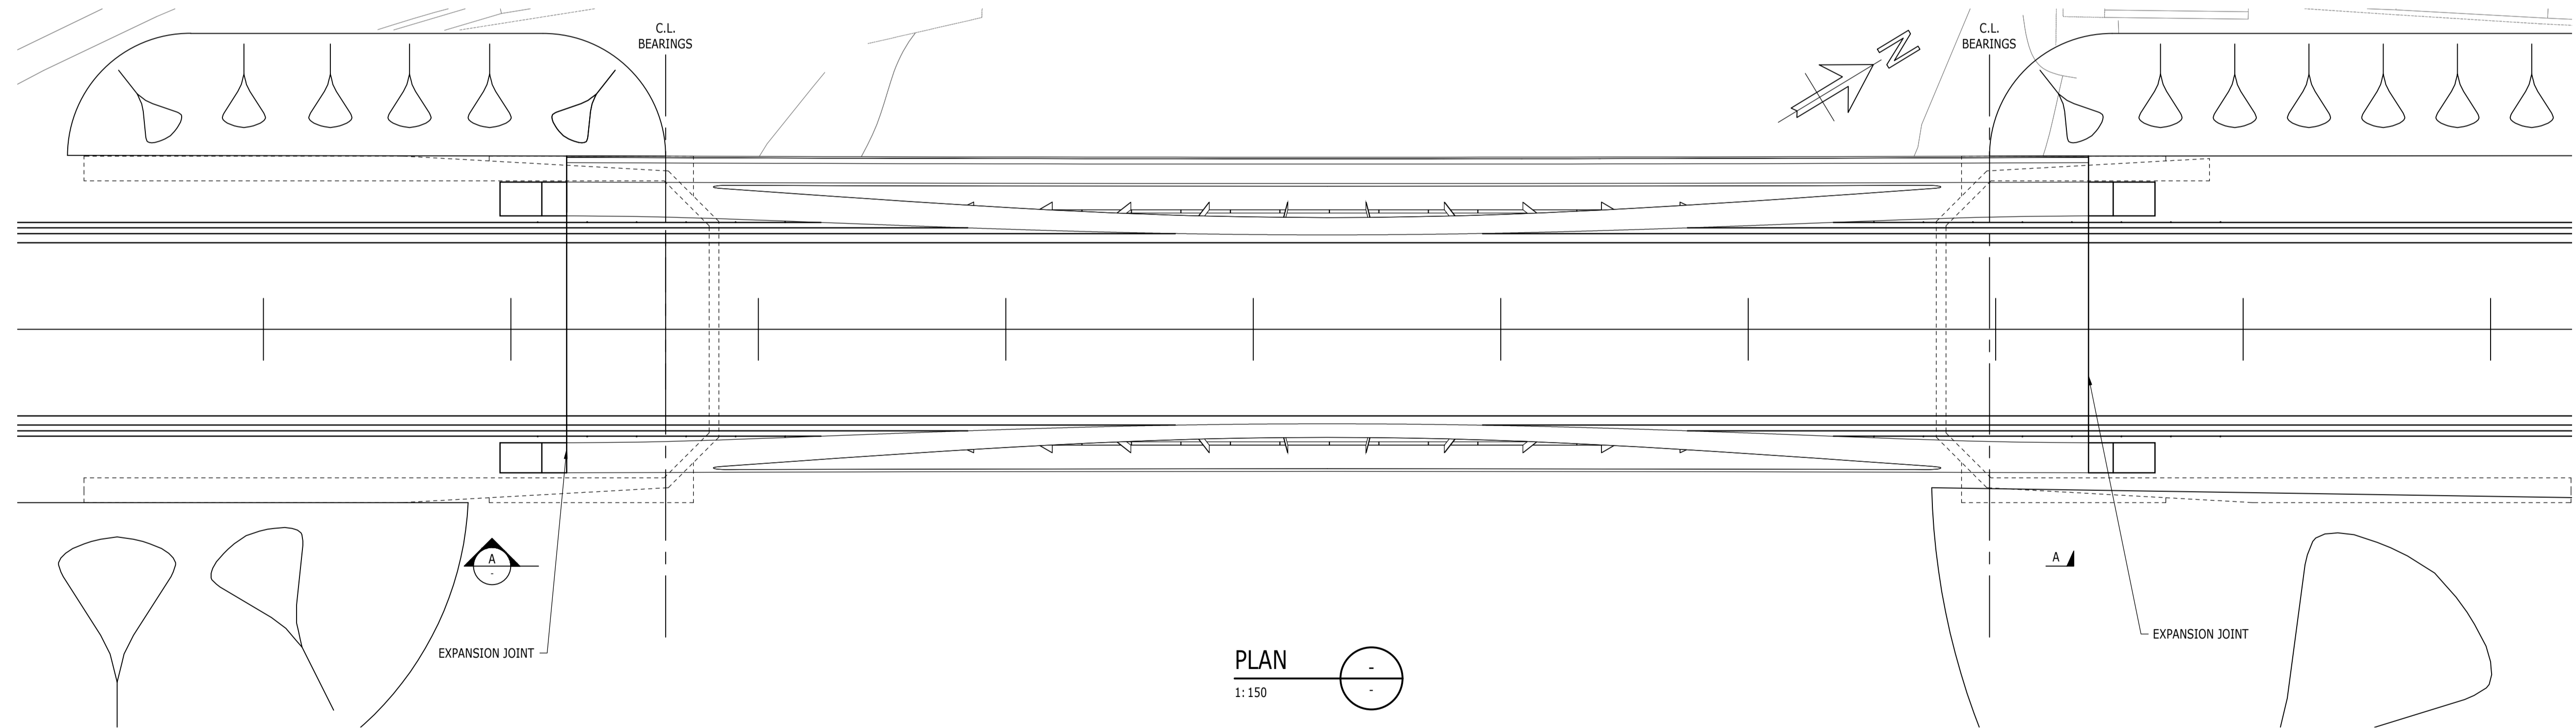 C.L.
BEARINGS
C.L.
BEARINGS
N
A
-
A
EXPANSION JOINT
EXPANSION JOINT
PLAN
1:150
-
-